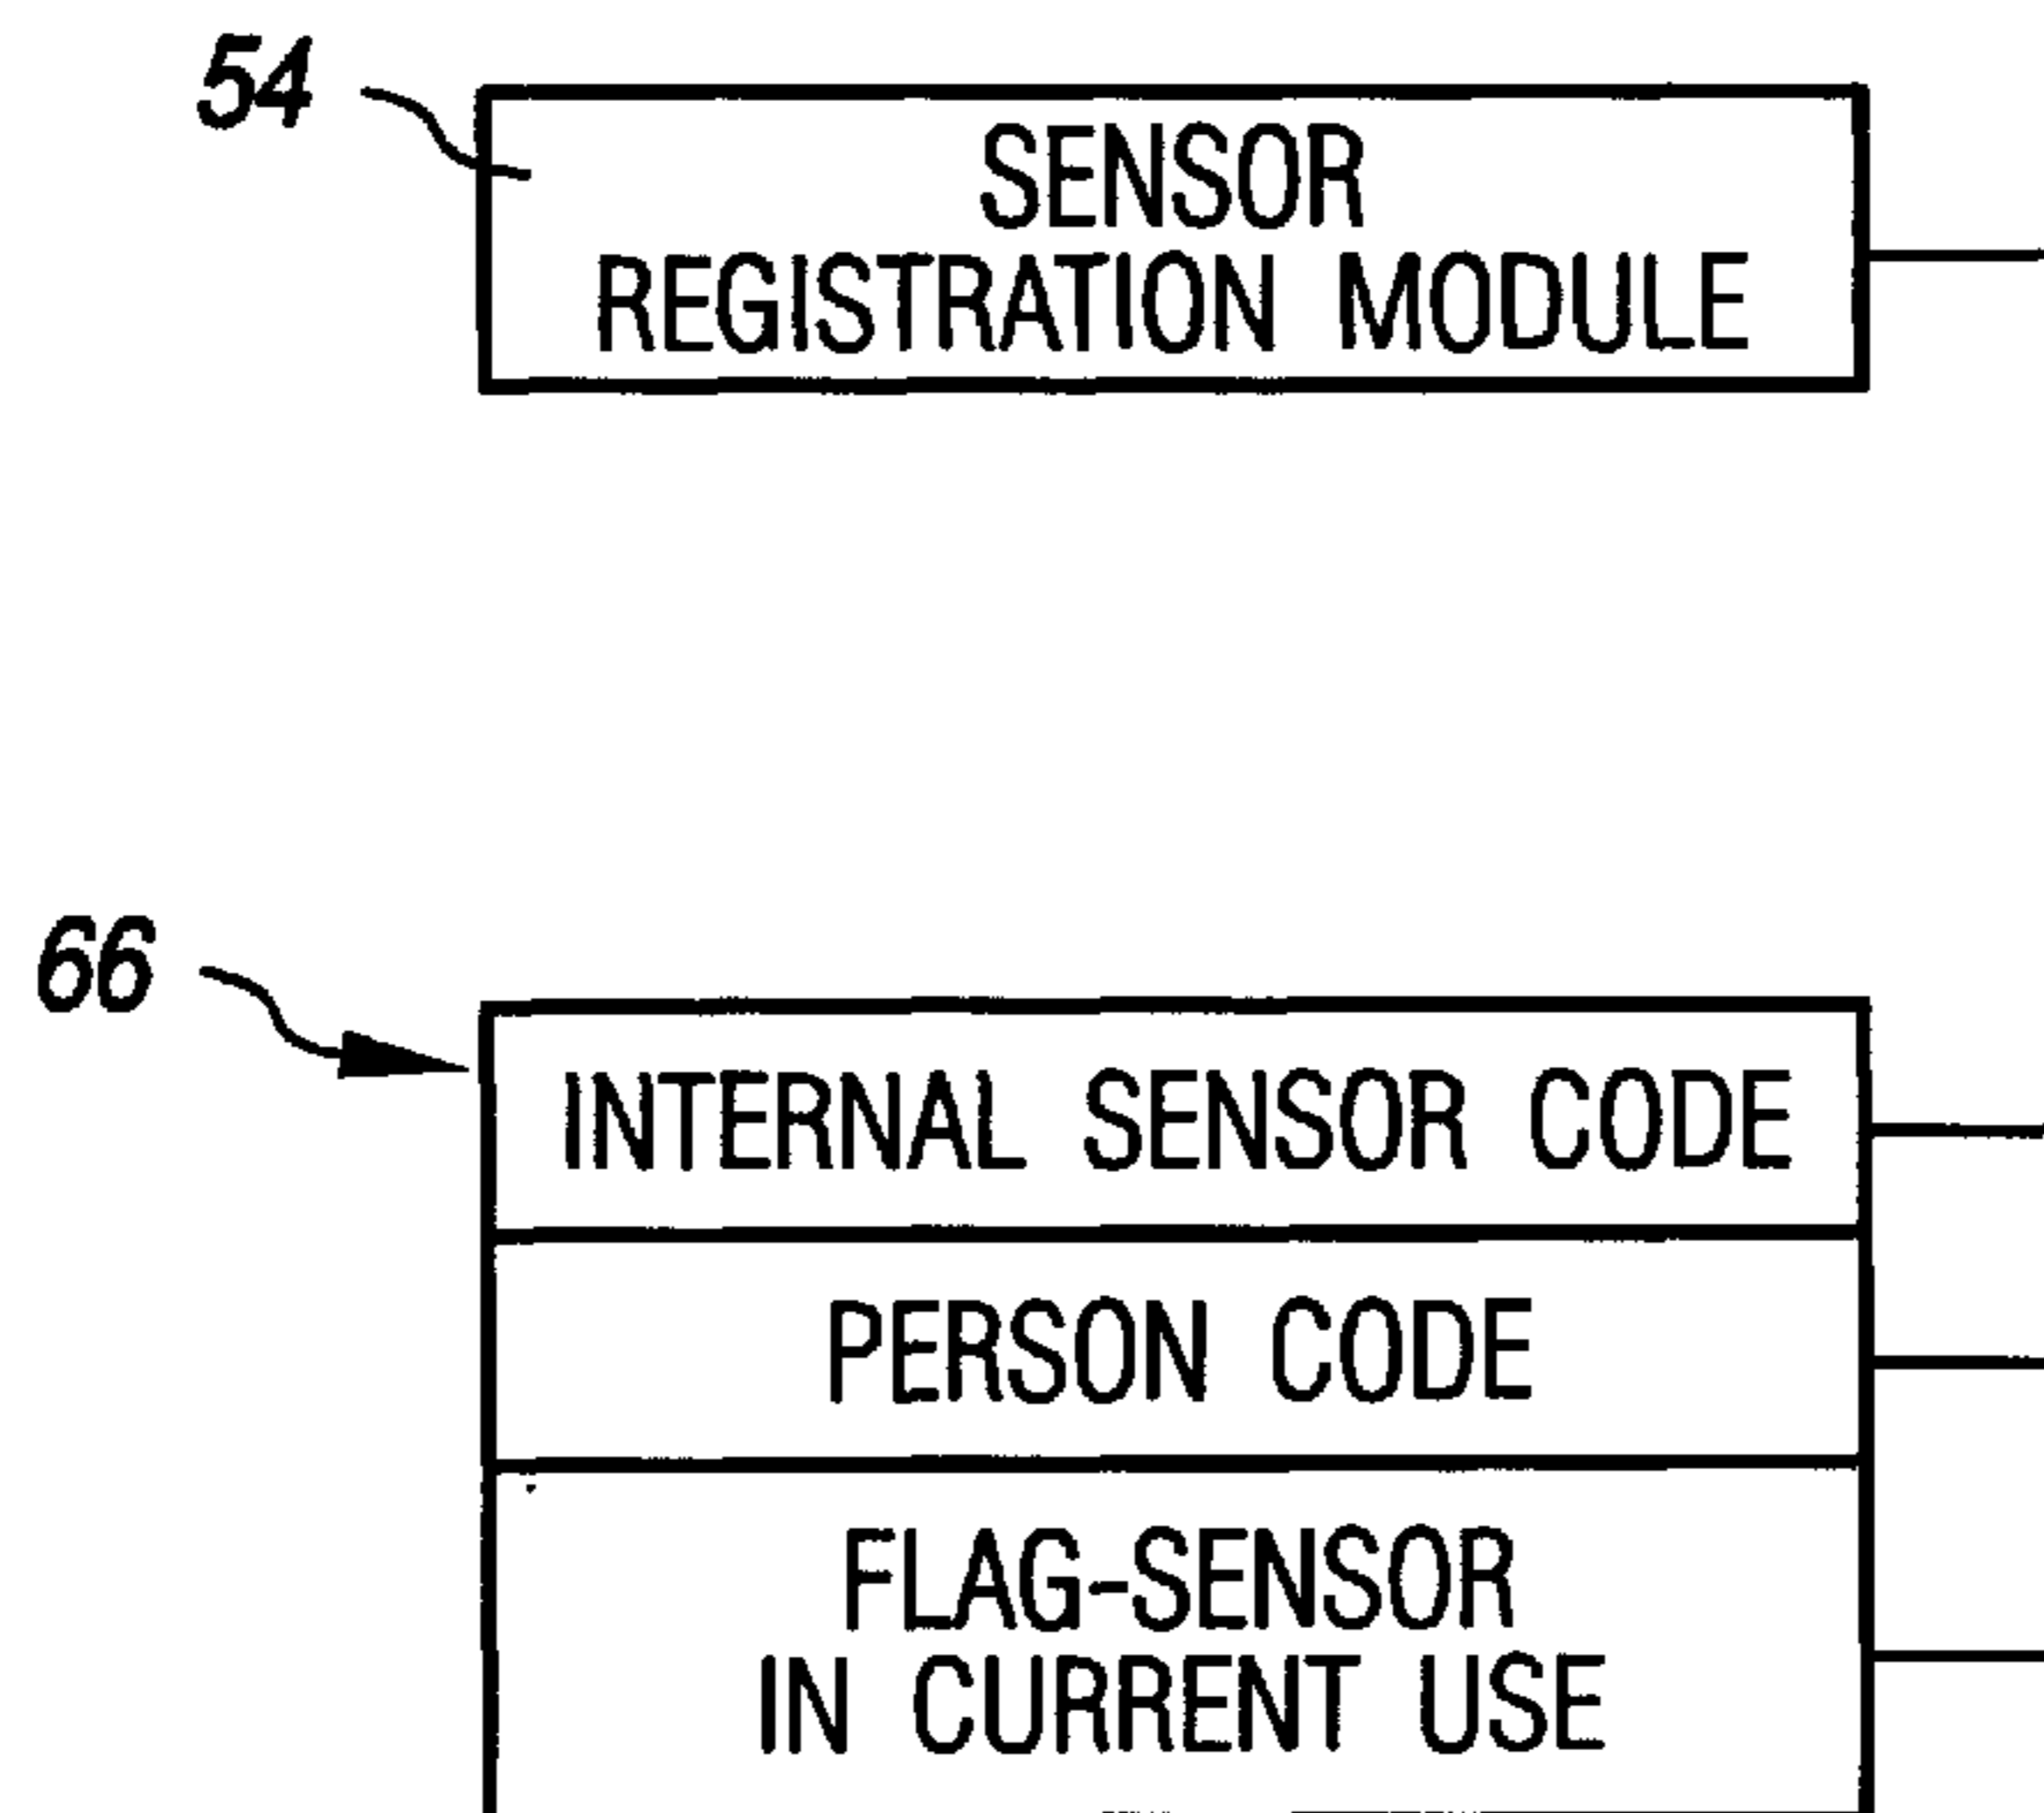 54
SENSOR
REGISTRATION MODULE
66
INTERNAL SENSOR CODE
PERSON CODE
FLAG-SENSOR
IN CURRENT USE